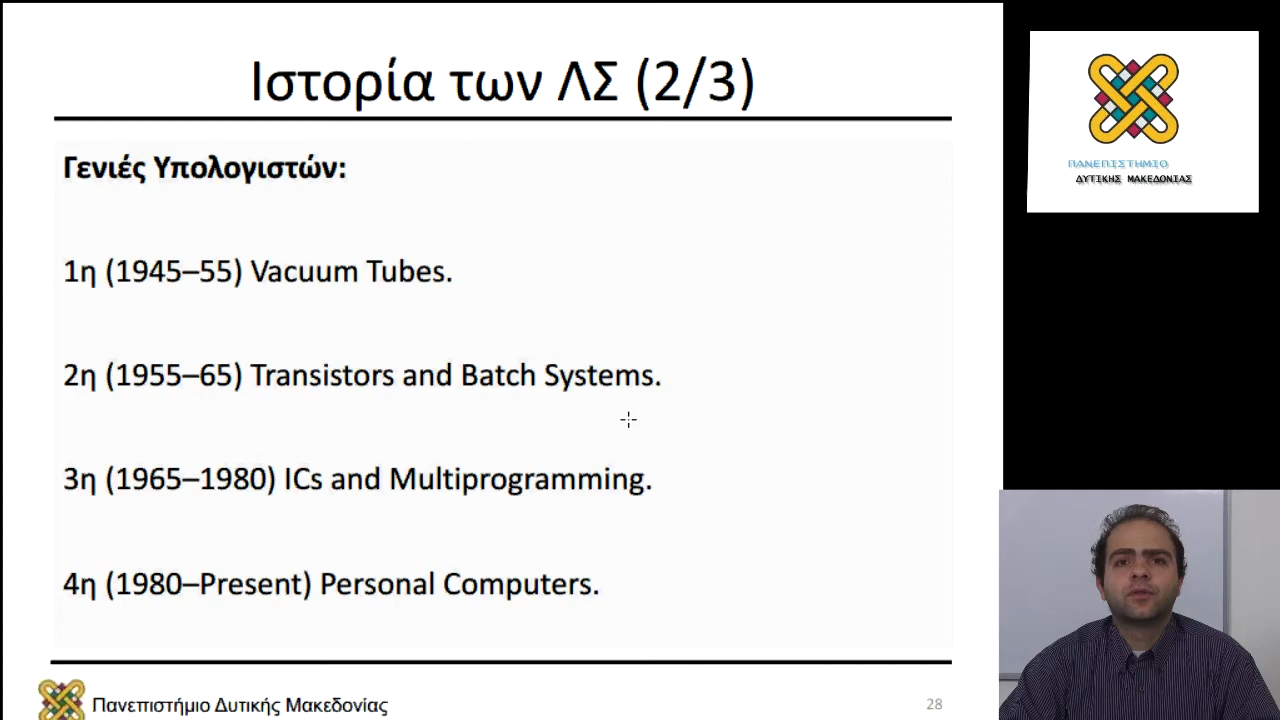 Ιστορία των ΛΣ (2/3)
Γενιές Υπολογιστών:
1η (1945–55) Vacuum Tubes.
2η (1955–65) Transistors and Batch Systems.
3η (1965–1980) ICs and Multiprogramming.
4η (1980–Present) Personal Computers.
Πανεπιστήμιο Δυτικής Μακεδονίας
28
ΠΑΝΕΠΙΣΤΗΜΙΟ
ΔΥΤΙΚΗΣ ΜΑΚΕΔΟΝΙΑΣ